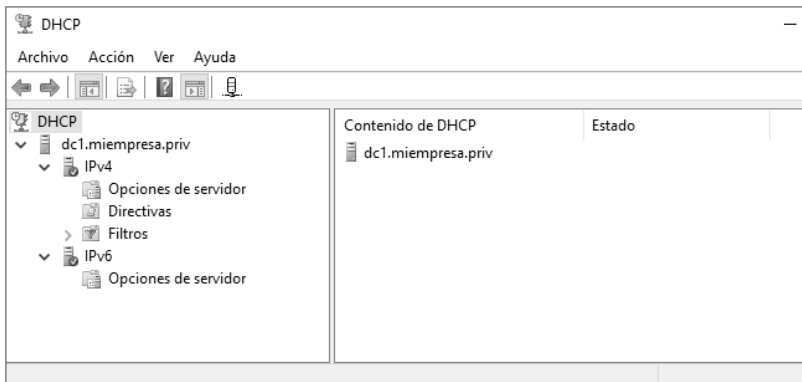 DHCP
Archivo Acción Ver Ayuda
DHCP
dc1.miempresa.priv
IPv4
Opciones de servidor
Directivas
Filtros
IPv6
Opciones de servidor
Contenido de DHCP Estado
dc1.miempresa.priv